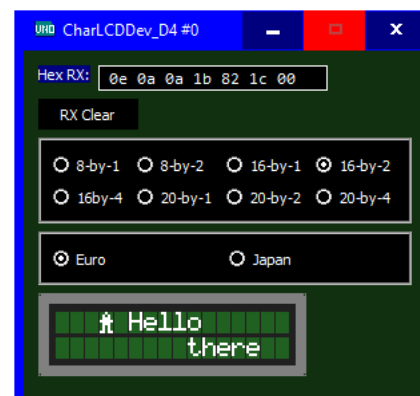 UNO CharLCDDev_D4 #0
Hex RX: 0e 0a 0a 1b 82 1c 00
RX Clear
8-by-1 8-by-2 16-by-1 16-by-2
16by-4 20-by-1 20-by-2 20-by-4
Euro Japan
Hello
there